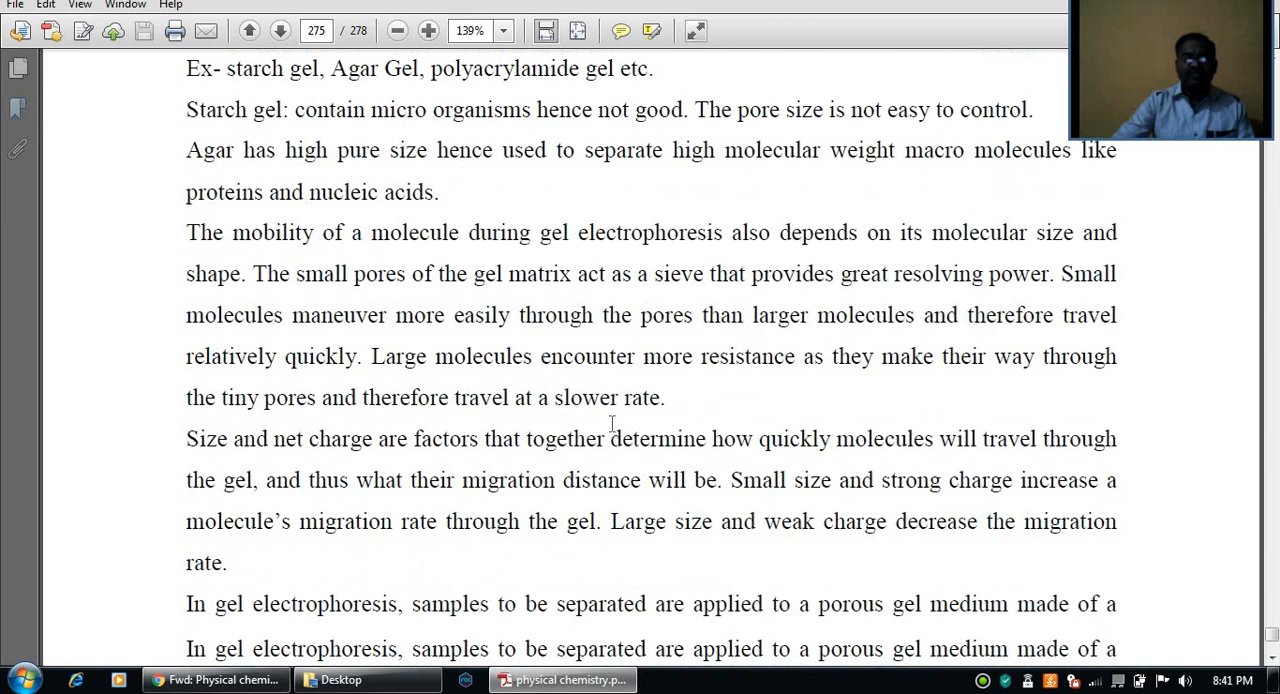 File Edit View Window Help
275 / 278 139%
Ex- starch gel, Agar Gel, polyacrylamide gel etc.
Starch gel: contain micro organisms hence not good. The pore size is not easy to control.
Agar has high pure size hence used to separate high molecular weight macro molecules like
proteins and nucleic acids.
The mobility of a molecule during gel electrophoresis also depends on its molecular size and
shape. The small pores of the gel matrix act as a sieve that provides great resolving power. Small
molecules maneuver more easily through the pores than larger molecules and therefore travel
relatively quickly. Large molecules encounter more resistance as they make their way through
the tiny pores and therefore travel at a slower rate.
Size and net charge are factors that together determine how quickly molecules will travel through
the gel, and thus what their migration distance will be. Small size and strong charge increase a
molecule’s migration rate through the gel. Large size and weak charge decrease the migration
rate.
In gel electrophoresis, samples to be separated are applied to a porous gel medium made of a
In gel electrophoresis, samples to be separated are applied to a porous gel medium made of a
Fwd: Physical chemi... Desktop physical chemistry.p... 8:41 PM